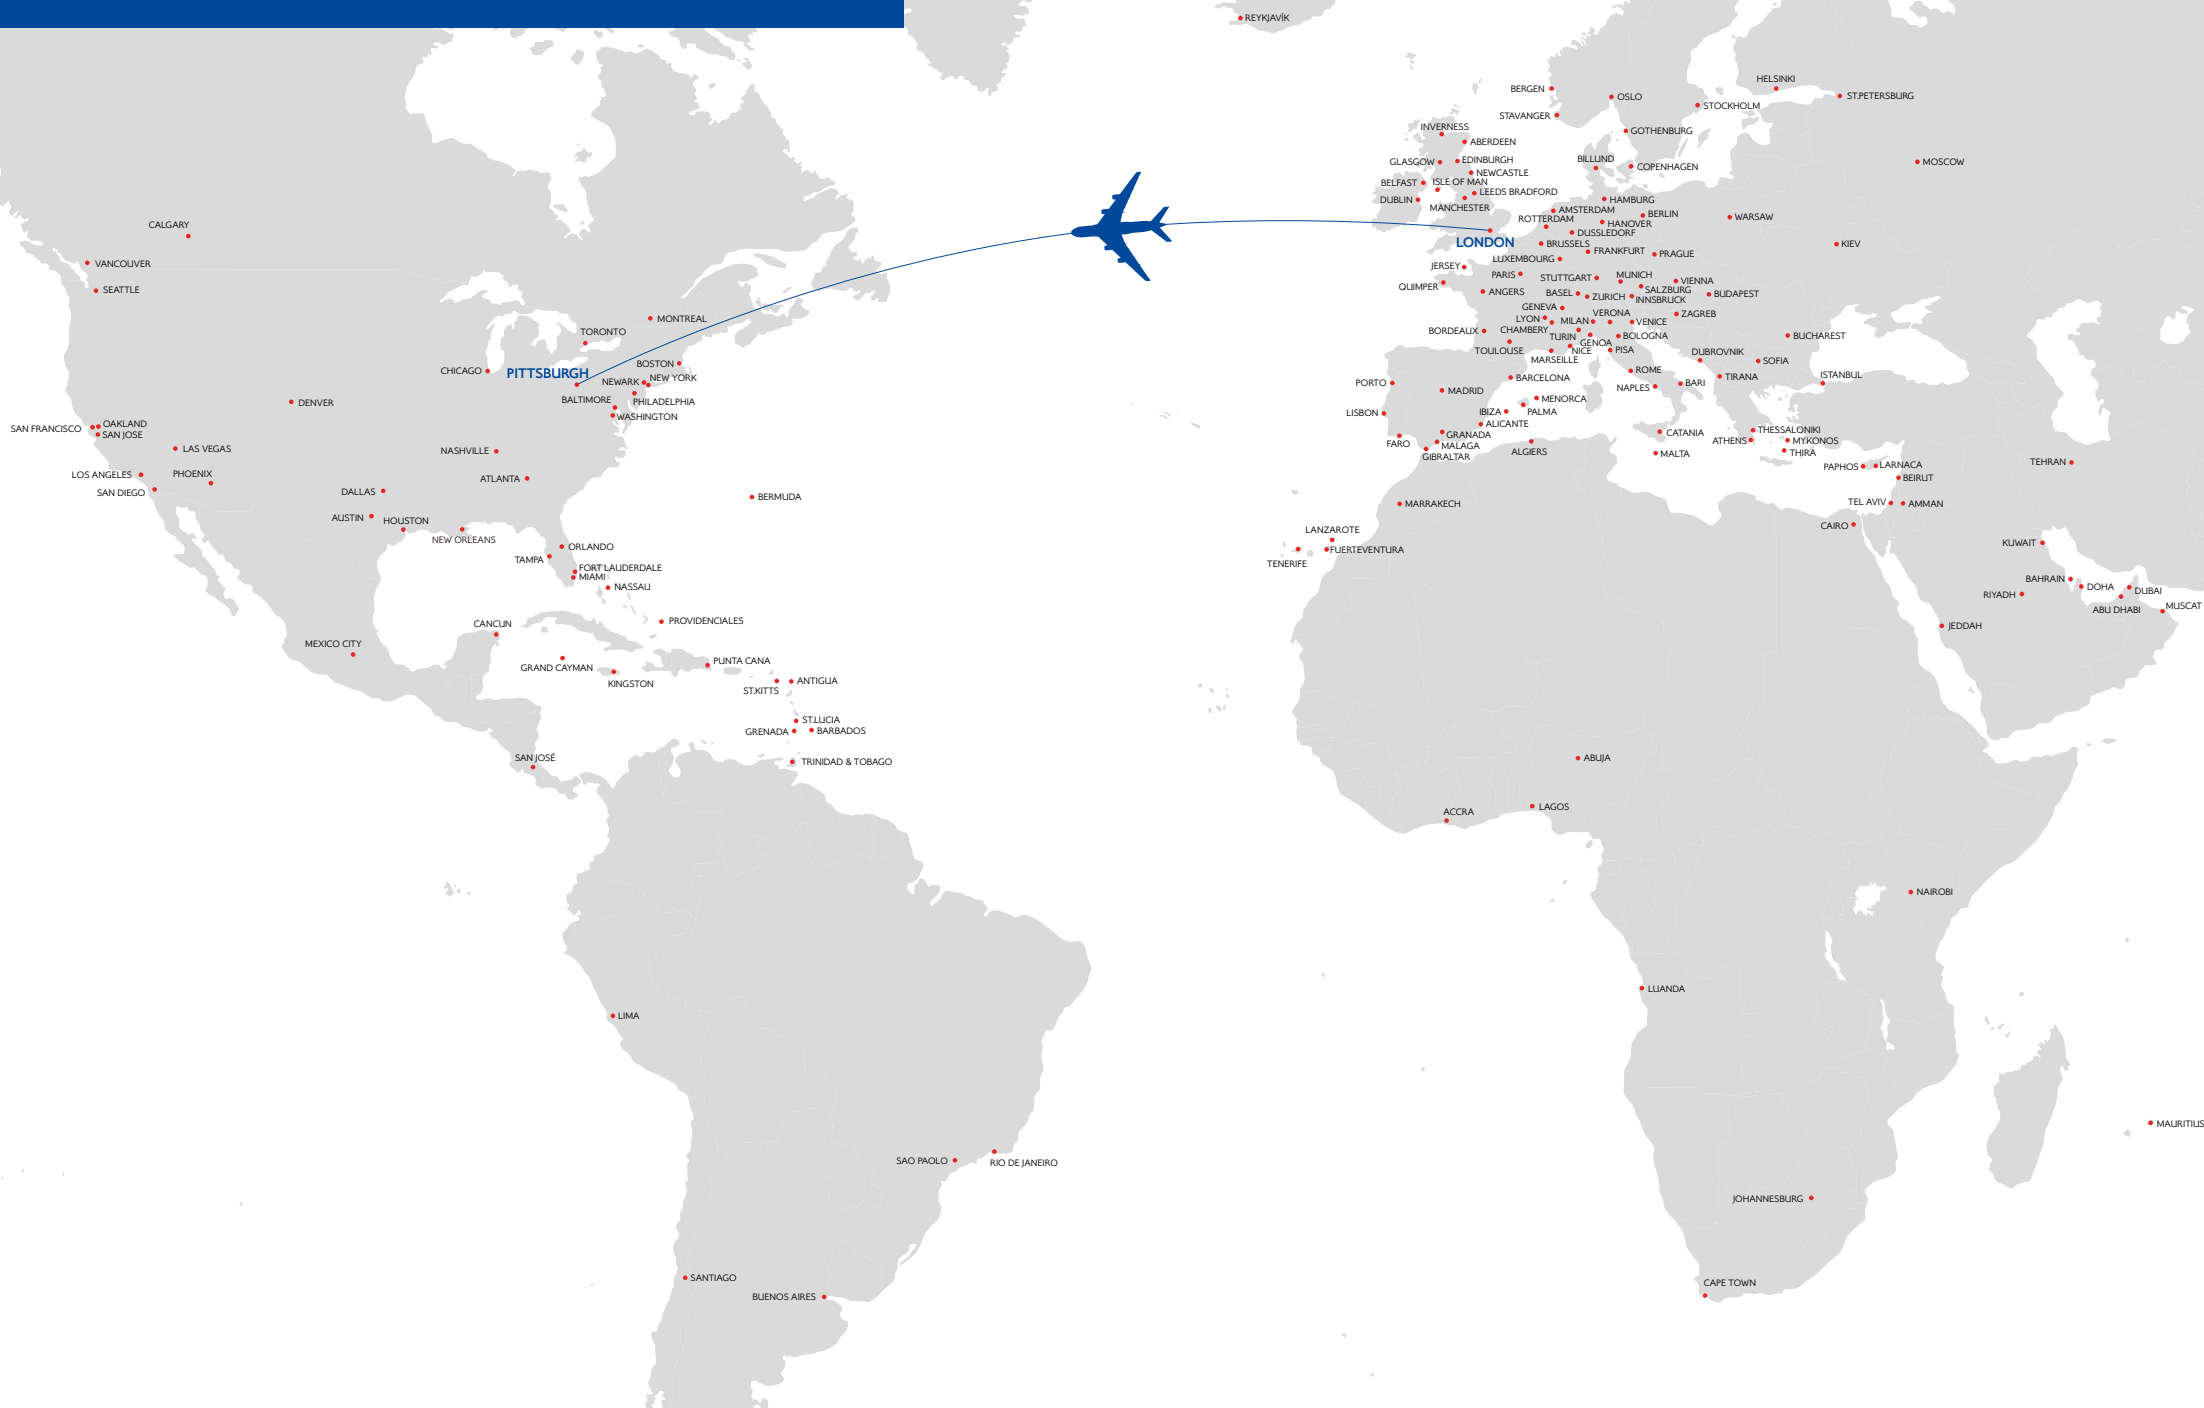 REYKJAVÍK
HELSINKI
BERGEN
OSLO
ST.PETERSBURG
STOCKHOLM
STAVANGER
INVERNESS
GOTHENBURG
ABERDEEN
GLASGOW
EDINBURGH
BILLUND
COPENHAGEN
MOSCOW
NEWCASTLE
BELFAST
ISLE OF MAN
LEEDS BRADFORD
DUBLIN
MANCHESTER
HAMBURG
AMSTERDAM
BERLIN
ROTTERDAM
HANOVER
WARSAW
DUSSLEDORF
LONDON
BRUSSELS
KIEV
FRANKFURT
PRAGUE
LUXEMBOURG
JERSEY
PARIS
STUTTGART
MUNICH
VIENNA
QUIMPER
ANGERS
BASEL
ZURICH
SALZBURG
INNSBRUCK
BUDAPEST
GENEVA
VERONA
ZAGREB
LYON
MILAN
VENICE
BORDEAUX
CHAMBERY
TURIN
BOLOGNA
BUCHAREST
GENOA
TOULOUSE
NICE
PISA
MARSEILLE
DUBROVNIK
SOFIA
ROME
TIRANA
ISTANBUL
PORTO
BARCELONA
MADRID
NAPLES
BARI
MENORCA
LISBON
IBIZA
PALMA
ALICANTE
FARO
GRANADA
CATANIA
THESSALONIKI
MALAGA
ATHENS
MYKONOS
GIBRALTAR
ALGIERS
MALTA
THIRA
PAPHOS
LARNACA
TEHRAN
BEIRUT
MARRAKECH
TEL AVIV
AMMAN
CAIRO
LANZAROTE
FUERTEVENTURA
TENERIFE
KUWAIT
BAHRAIN
DOHA
DUBAI
RIYADH
ABU DHABI
MUSCAT
JEDDAH
CALGARY
VANCOUVER
SEATTLE
MONTREAL
TORONTO
BOSTON
CHICAGO
PITTSBURGH
NEWARK
NEW YORK
BALTIMORE
PHILADELPHIA
WASHINGTON
DENVER
SAN FRANCISCO
OAKLAND
SAN JOSE
LAS VEGAS
NASHVILLE
LOS ANGELES
PHOENIX
ATLANTA
SAN DIEGO
DALLAS
BERMUDA
AUSTIN
HOUSTON
NEW ORLEANS
ORLANDO
TAMPA
FORT LAUDERDALE
MIAMI
NASSAU
PROVIDENCIALES
CANCUN
MEXICO CITY
GRAND CAYMAN
PUNTA CANA
KINGSTON
ST.KITTS
ANTIGUA
ST.LUCIA
GRENADA
BARBADOS
SAN JOSÉ
TRINIDAD & TOBAGO
ABUJA
LAGOS
ACCRA
NAIROBI
LUANDA
LIMA
MAURITIUS
SAO PAOLO
RIO DE JANEIRO
JOHANNESBURG
SANTIAGO
BUENOS AIRES
CAPE TOWN